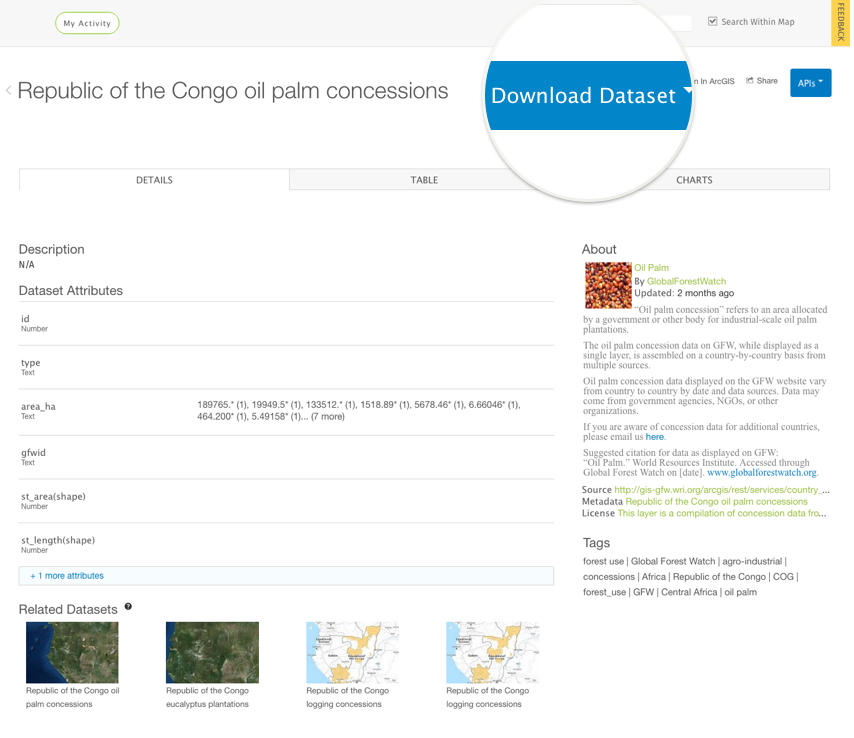 My Activity
Search Within Map
FEEDBACK
Republic of the Congo oil palm concessions
Download Dataset
n In ArcGIS
Share
APIs
DETAILS
TABLE
CHARTS
Description
N/A
Dataset Attributes
id
Number
type
Text
area_ha
Text
189765.* (1), 19949.5* (1), 133512.* (1), 1518.89* (1), 5678.46* (1), 6.66046* (1),
464.200* (1), 5.49158* (1)... (7 more)
gfwid
Text
st_area(shape)
Number
st_length(shape)
Number
+ 1 more attributes
Related Datasets
Republic of the Congo oil
palm concessions
Republic of the Congo
eucalyptus plantations
Republic of the Congo
logging concessions
Republic of the Congo
logging concessions
About
Oil Palm
By GlobalForestWatch
Updated: 2 months ago
“Oil palm concession” refers to an area allocated
by a government or other body for industrial-scale oil palm
plantations.
The oil palm concession data on GFW, while displayed as a
single layer, is assembled on a country-by-country basis from
multiple sources.
Oil palm concession data displayed on the GFW website vary
from country to country by date and data sources. Data may
come from government agencies, NGOs, or other
organizations.
If you are aware of concession data for additional countries,
please email us here.
Suggested citation for data as displayed on GFW:
“Oil Palm.” World Resources Institute. Accessed through
Global Forest Watch on [date]. www.globalforestwatch.org.
Source http://gis-gfw.wri.org/arcgis/rest/services/country_...
Metadata Republic of the Congo oil palm concessions
License This layer is a compilation of concession data fro...
Tags
forest use | Global Forest Watch | agro-industrial |
concessions | Africa | Republic of the Congo | COG |
forest_use | GFW | Central Africa | oil palm